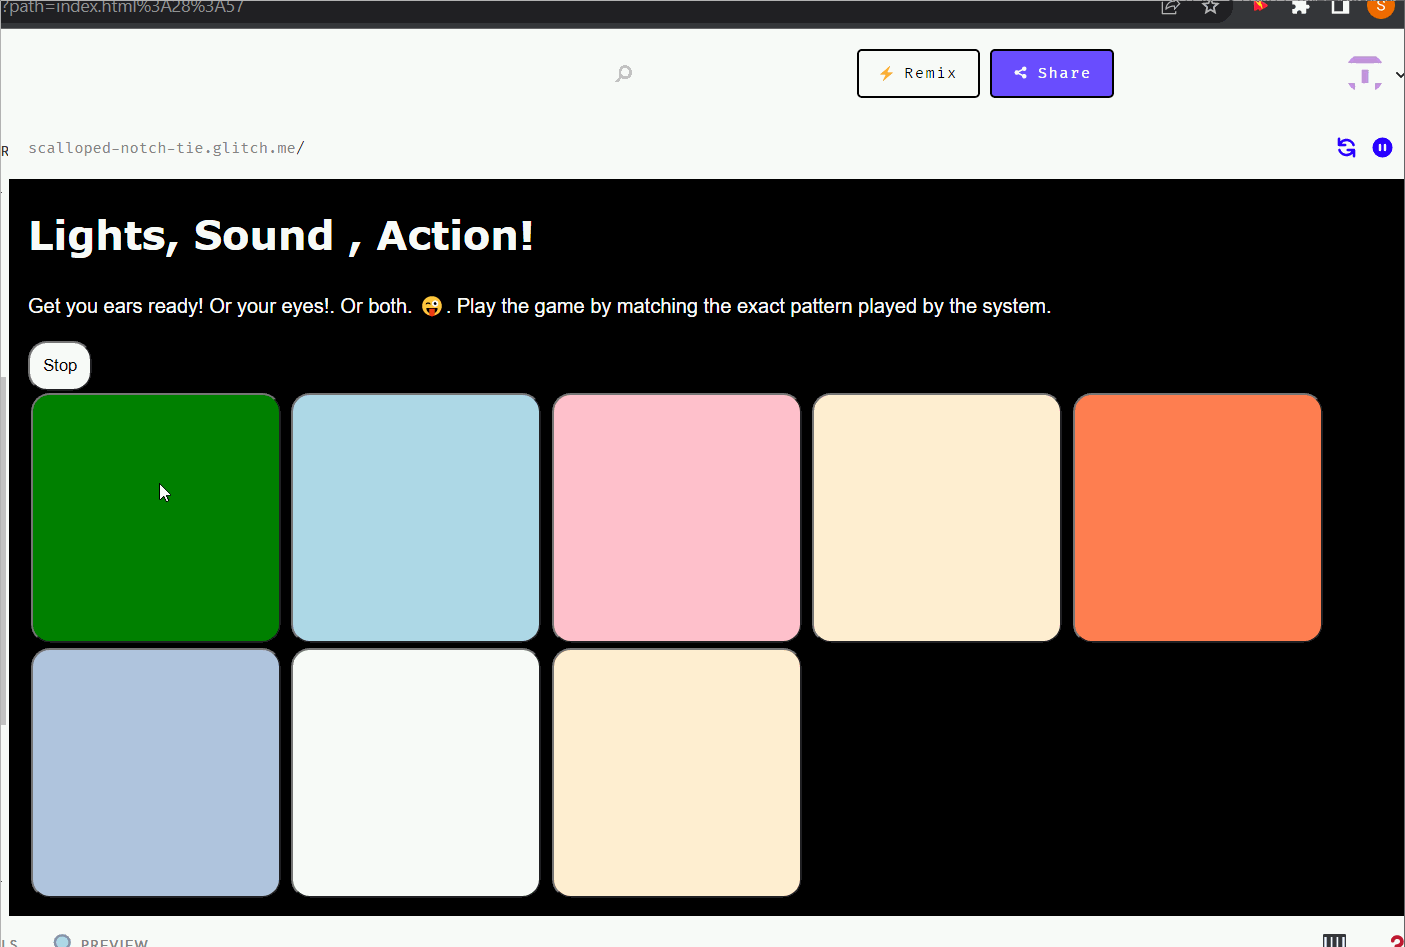 ?path=index.html%3A28%3A57
S
Remix
Share
R
scalloped-notch-tie.glitch.me/
Lights, Sound , Action!
Get you ears ready! Or your eyes!. Or both. 😜. Play the game by matching the exact pattern played by the system.
Stop
LS
PREVIEW
?